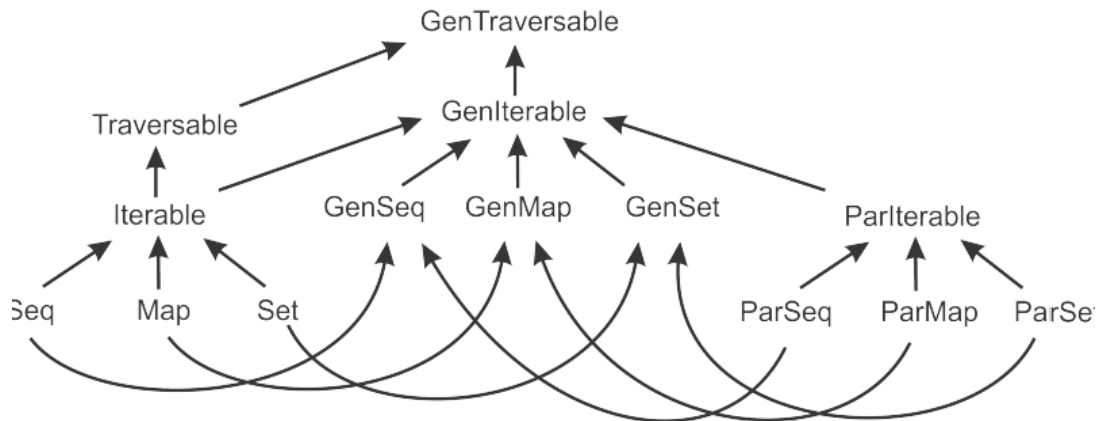 GenTraversable
Traversable
GenIterable
Iterable
GenSeq
GenMap
GenSet
ParIterable
Seq
Map
Set
ParSeq
ParMap
ParSet